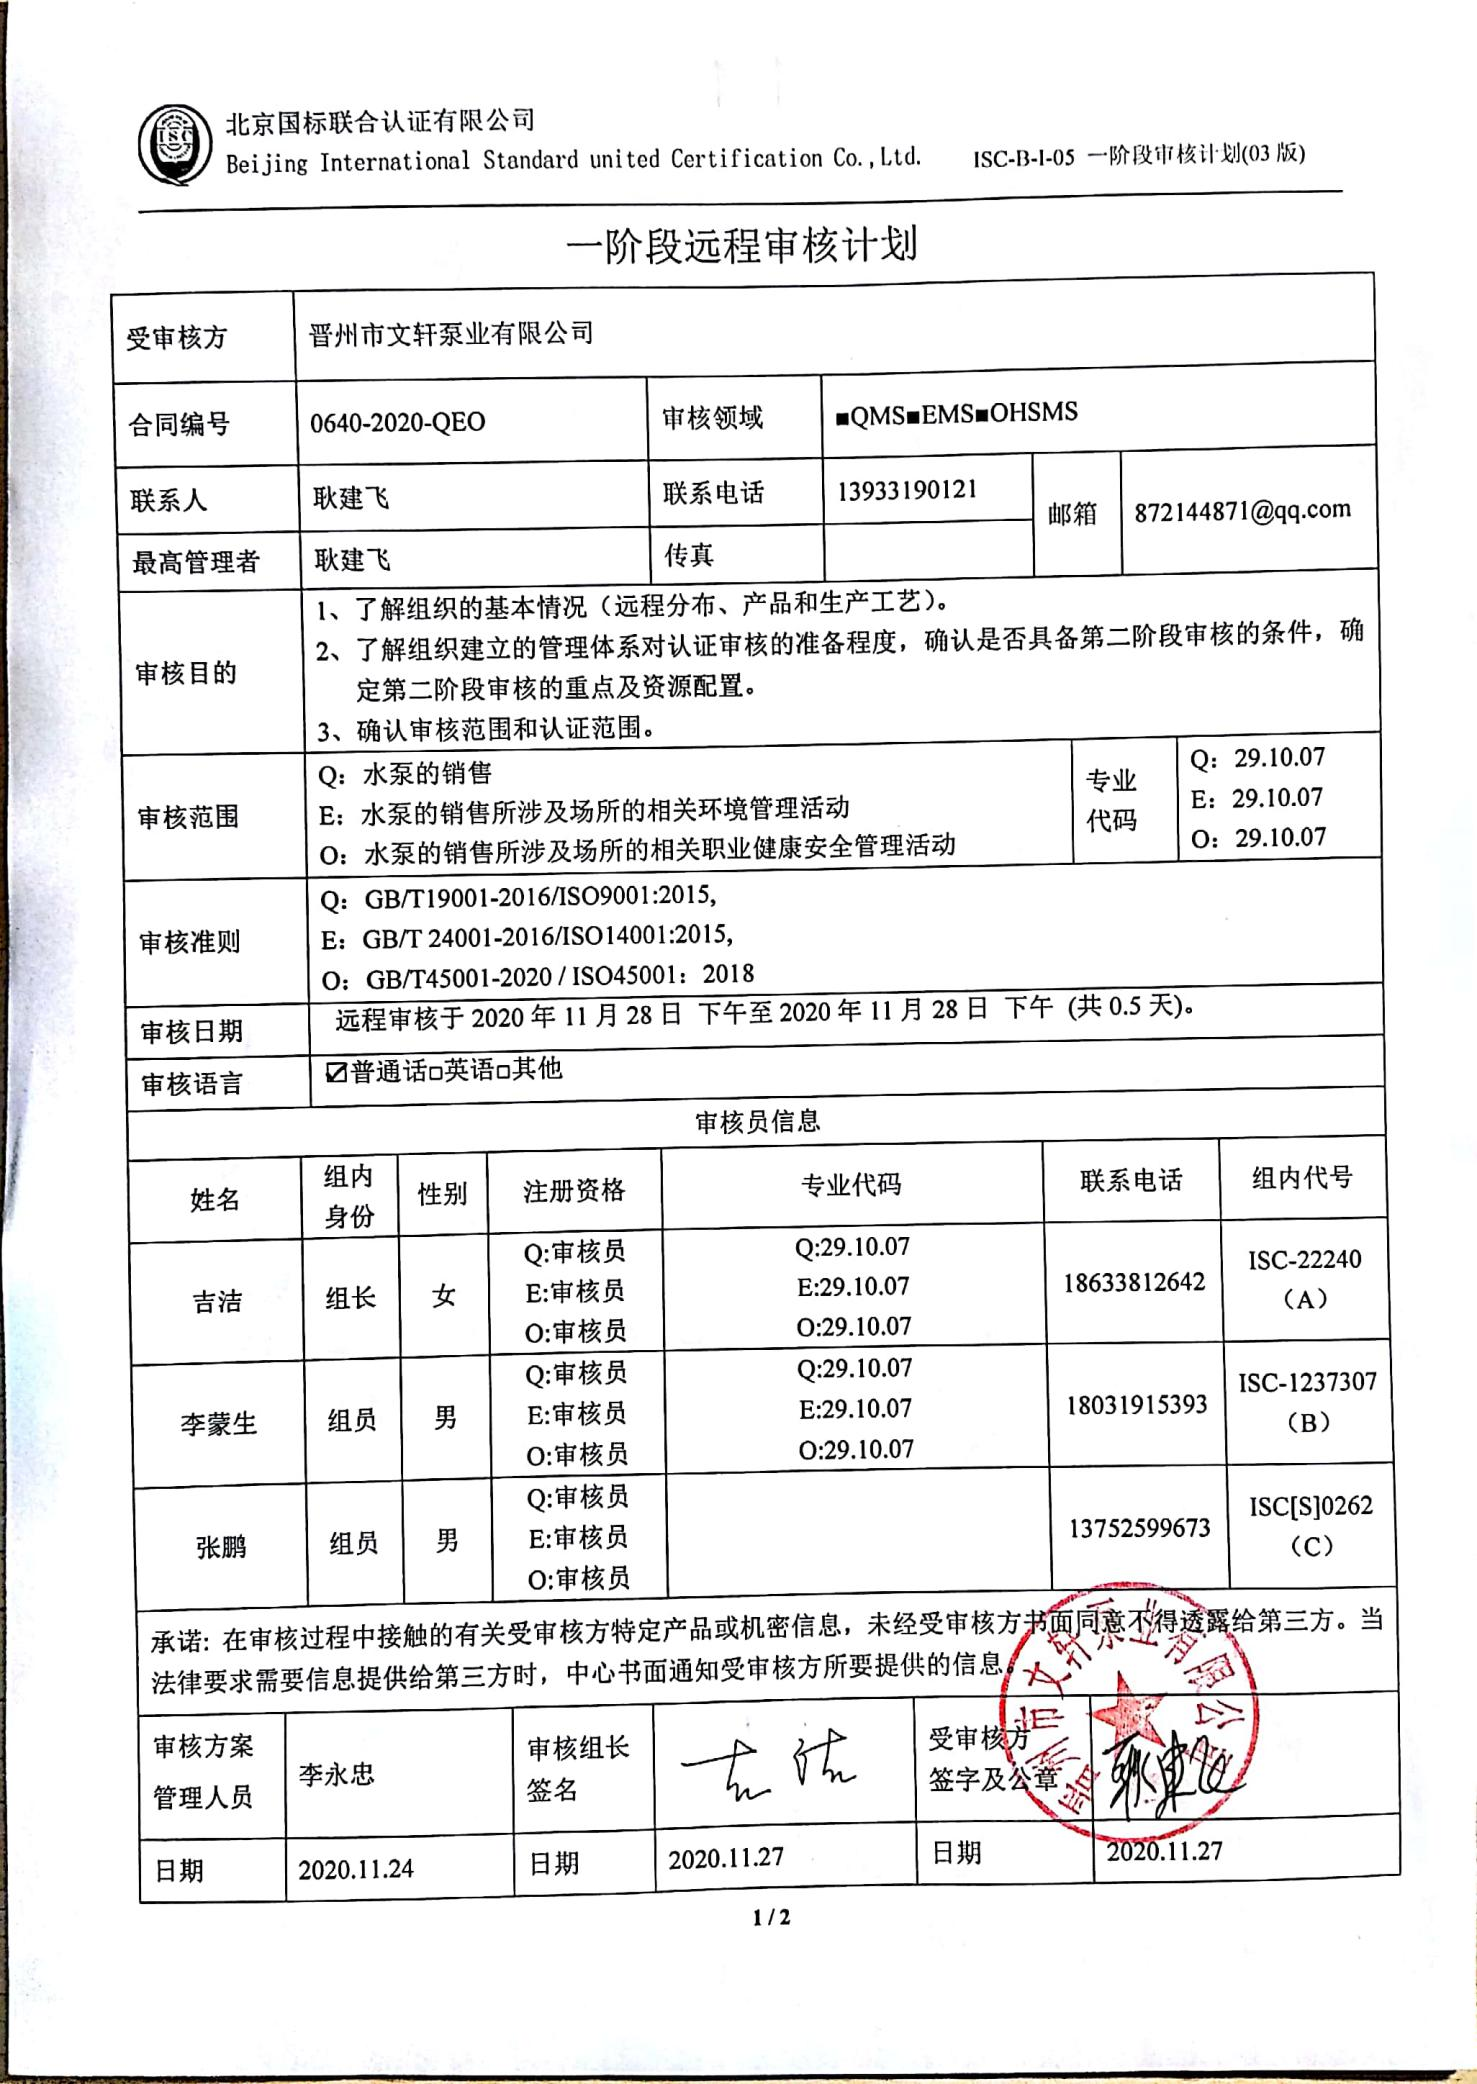 ISC
北京国标联合认证有限公司
Beijing International Standard united Certification Co.,Ltd.
ISC-B-I-05 一阶段审核计划(03版)
一阶段远程审核计划
受审核方
晋州市文轩泵业有限公司
合同编号
0640-2020-QEO
审核领域
■QMS■EMS■OHSMS
联系人
耿建飞
联系电话
13933190121
邮箱
872144871@qq.com
最高管理者
耿建飞
传真
审核目的
1、了解组织的基本情况（远程分布、产品和生产工艺）。
2、了解组织建立的管理体系对认证审核的准备程度，确认是否具备第二阶段审核的条件，确
定第二阶段审核的重点及资源配置。
3、确认审核范围和认证范围。
审核范围
Q：水泵的销售
E：水泵的销售所涉及场所的相关环境管理活动
O：水泵的销售所涉及场所的相关职业健康安全管理活动
专业
代码
Q：29.10.07
E：29.10.07
O：29.10.07
审核准则
Q：GB/T19001-2016/ISO9001:2015,
E：GB/T 24001-2016/ISO14001:2015,
O：GB/T45001-2020 / ISO45001：2018
审核日期
远程审核于 2020 年 11 月 28 日 下午至 2020 年 11 月 28 日 下午 (共 0.5 天)。
审核语言
☑普通话□英语□其他
审核员信息
姓名
组内
身份
性别
注册资格
专业代码
联系电话
组内代号
吉洁
组长
女
Q:审核员
E:审核员
O:审核员
Q:29.10.07
E:29.10.07
O:29.10.07
18633812642
ISC-22240
（A）
李蒙生
组员
男
Q:审核员
E:审核员
O:审核员
Q:29.10.07
E:29.10.07
O:29.10.07
18031915393
ISC-1237307
（B）
张鹏
组员
男
Q:审核员
E:审核员
O:审核员
13752599673
ISC[S]0262
（C）
承诺: 在审核过程中接触的有关受审核方特定产品或机密信息，未经受审核方书面同意不得透露给第三方。当
法律要求需要信息提供给第三方时，中心书面通知受审核方所要提供的信息。
审核方案
管理人员
李永忠
审核组长
签名
吉洁
受审核方
签字及公章
耿建飞
晋州市文轩泵业有限公司
日期
2020.11.24
日期
2020.11.27
日期
2020.11.27
1 / 2